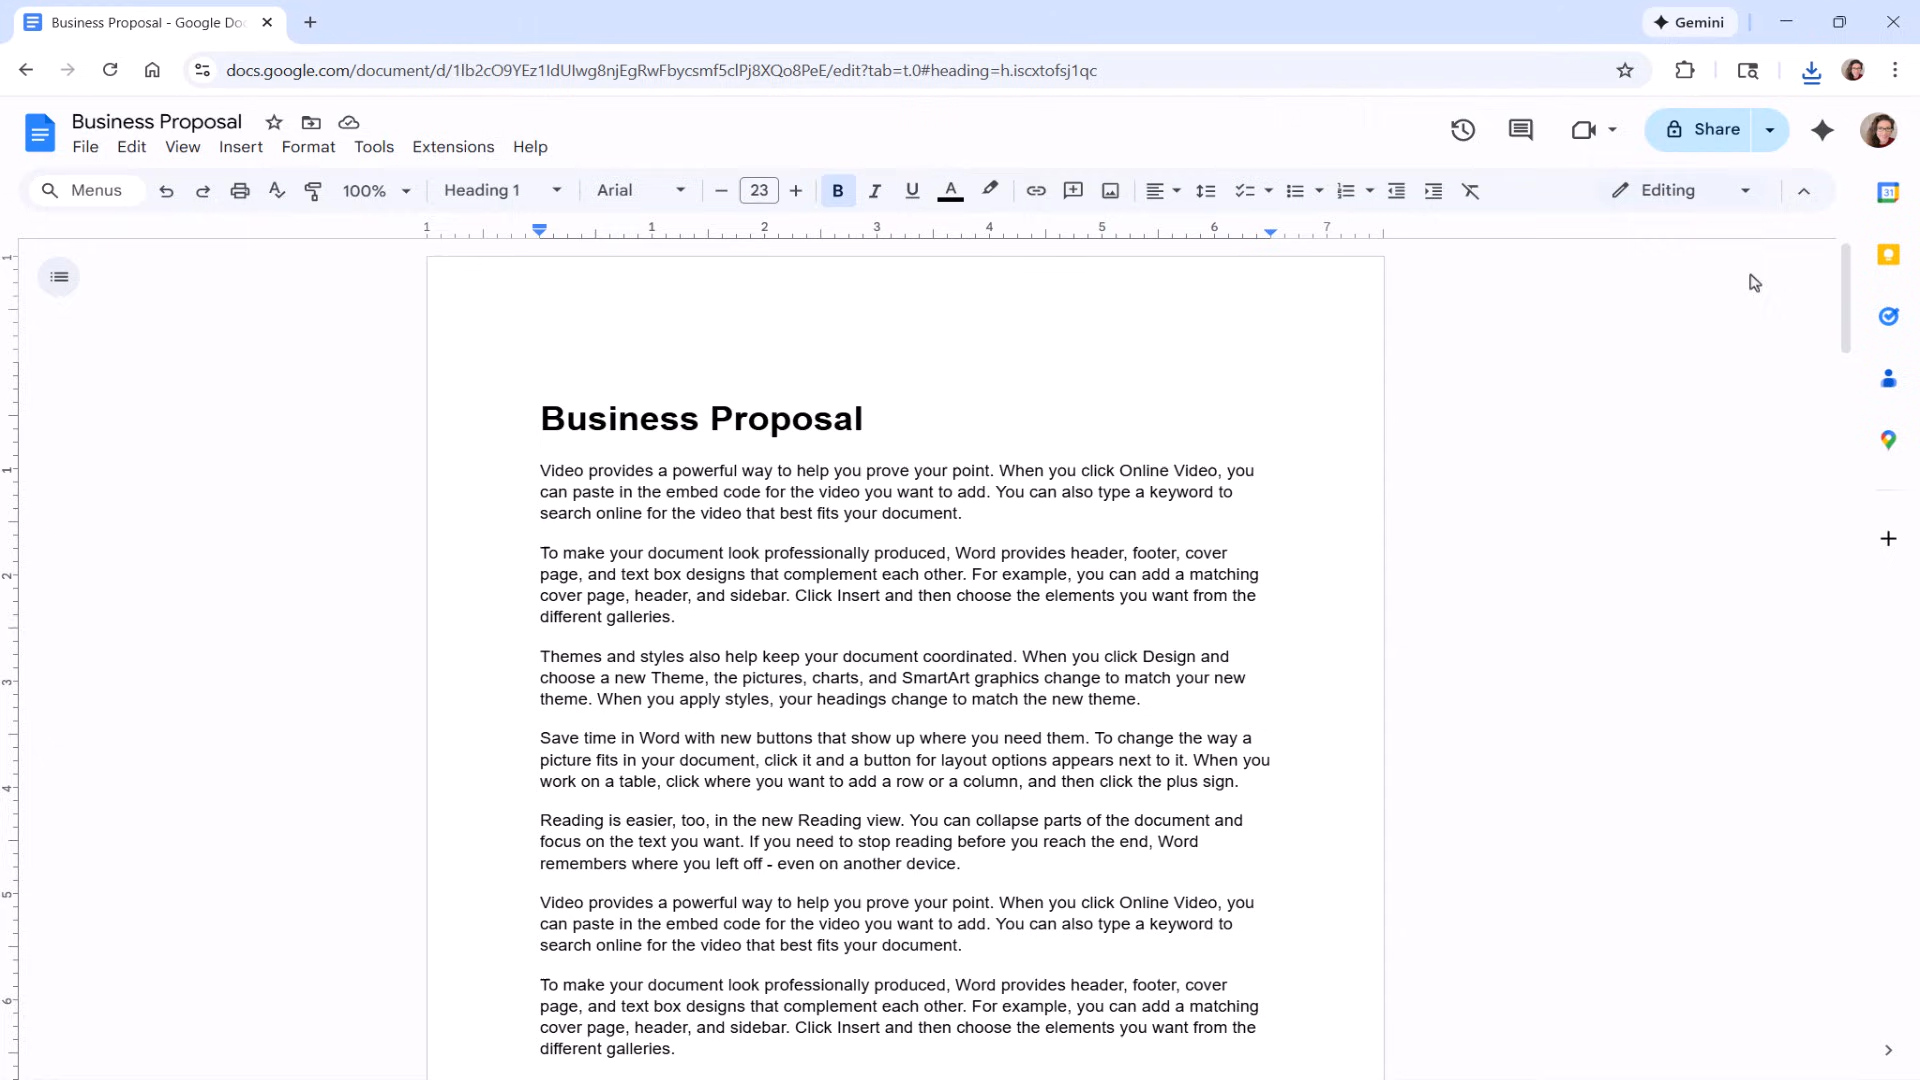 Business Proposal - Google Doc
Gemini
docs.google.com/document/d/1lb2cO9YEz1IdUlwg8njEgRwFbycsmf5clPj8XQo8PeE/edit?tab=t.0#heading=h.iscxtofsj1qc
Business Proposal
Share
File Edit View Insert Format Tools Extensions Help
Menus 100% Heading 1 Arial 23 B I U A Editing
31
1 1 2 3 4 5 6 7
1
1
2
3
4
5
6
Business Proposal
Video provides a powerful way to help you prove your point. When you click Online Video, you
can paste in the embed code for the video you want to add. You can also type a keyword to
search online for the video that best fits your document.
To make your document look professionally produced, Word provides header, footer, cover
page, and text box designs that complement each other. For example, you can add a matching
cover page, header, and sidebar. Click Insert and then choose the elements you want from the
different galleries.
Themes and styles also help keep your document coordinated. When you click Design and
choose a new Theme, the pictures, charts, and SmartArt graphics change to match your new
theme. When you apply styles, your headings change to match the new theme.
Save time in Word with new buttons that show up where you need them. To change the way a
picture fits in your document, click it and a button for layout options appears next to it. When you
work on a table, click where you want to add a row or a column, and then click the plus sign.
Reading is easier, too, in the new Reading view. You can collapse parts of the document and
focus on the text you want. If you need to stop reading before you reach the end, Word
remembers where you left off - even on another device.
Video provides a powerful way to help you prove your point. When you click Online Video, you
can paste in the embed code for the video you want to add. You can also type a keyword to
search online for the video that best fits your document.
To make your document look professionally produced, Word provides header, footer, cover
page, and text box designs that complement each other. For example, you can add a matching
cover page, header, and sidebar. Click Insert and then choose the elements you want from the
different galleries.